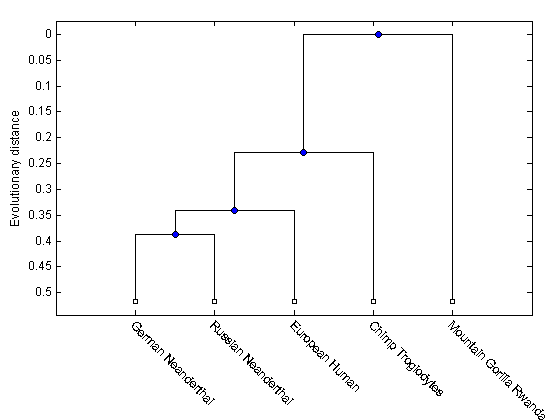 0
0.05
0.1
0.15
0.2
0.25
0.3
0.35
0.4
0.45
0.5
Evolutionary distance
German Neanderthal
Russian Neanderthal
European Human
Chimp Troglodytes
Mountain Gorilla Rwanda